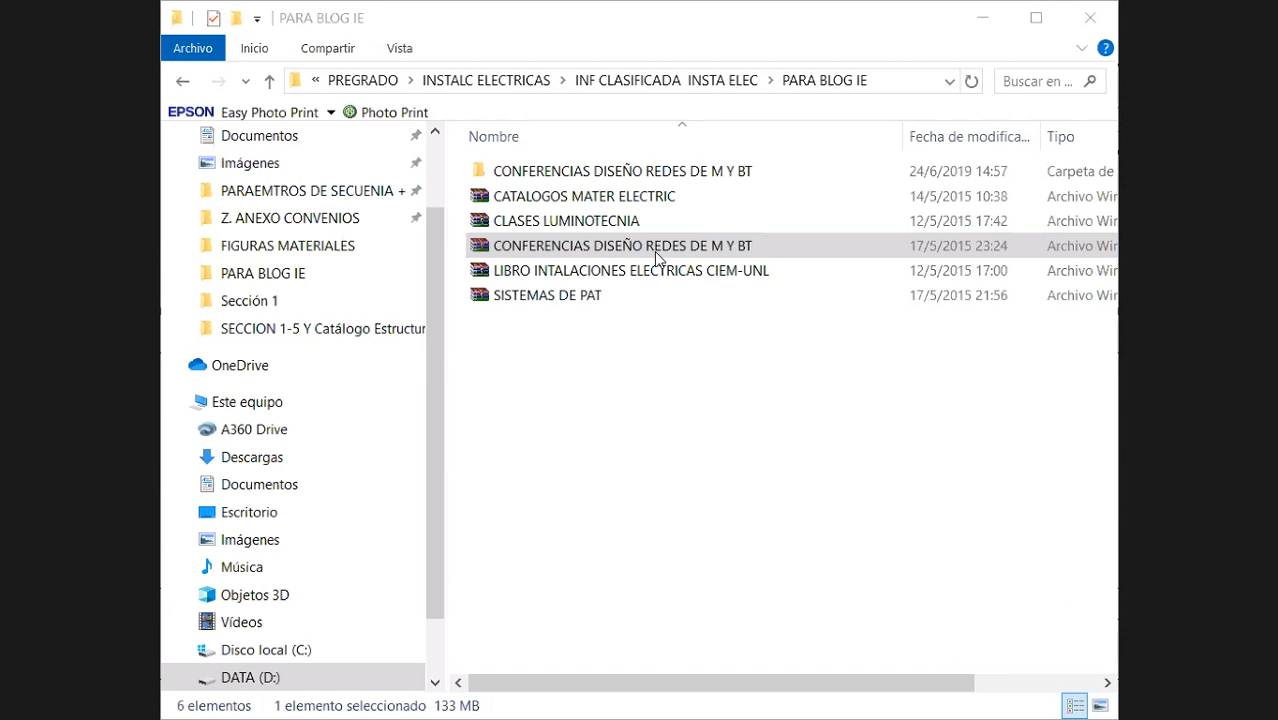 PARA BLOG IE
Archivo Inicio Compartir Vista
« PREGRADO > INSTALC ELECTRICAS > INF CLASIFICADA INSTA ELEC > PARA BLOG IE
Buscar en ...
EPSON Easy Photo Print Photo Print
Nombre Fecha de modifica... Tipo
Documentos
Imágenes
PARAEMTROS DE SECUENIA +
Z. ANEXO CONVENIOS
FIGURAS MATERIALES
PARA BLOG IE
Sección 1
SECCION 1-5 Y Catálogo Estructur
OneDrive
Este equipo
A360 Drive
Descargas
Documentos
Escritorio
Imágenes
Música
Objetos 3D
Vídeos
Disco local (C:)
DATA (D:)
CONFERENCIAS DISEÑO REDES DE M Y BT 24/6/2019 14:57 Carpeta de
CATALOGOS MATER ELECTRIC 14/5/2015 10:38 Archivo Wir
CLASES LUMINOTECNIA 12/5/2015 17:42 Archivo Wir
CONFERENCIAS DISEÑO REDES DE M Y BT 17/5/2015 23:24 Archivo Wir
LIBRO INTALACIONES ELECTRICAS CIEM-UNL 12/5/2015 17:00 Archivo Wir
SISTEMAS DE PAT 17/5/2015 21:56 Archivo Wir
6 elementos 1 elemento seleccionado 133 MB